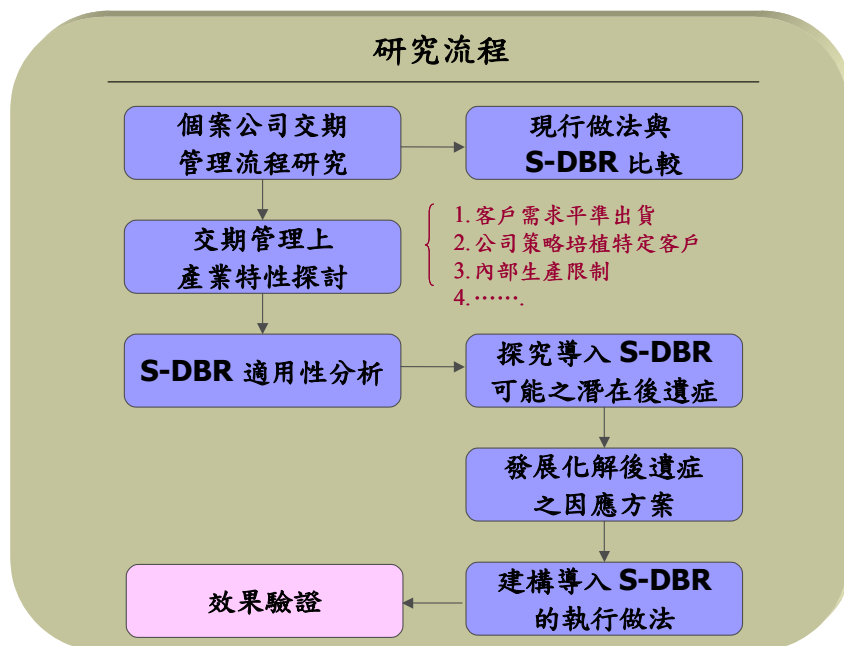 研究流程
個案公司交期
管理流程研究
現行做法與
S-DBR 比較
交期管理上
產業特性探討
1. 客戶需求平準出貨
2. 公司策略培植特定客戶
3. 內部生產限制
4. …….
S-DBR 適用性分析
探究導入 S-DBR
可能之潛在後遺症
發展化解後遺症
之因應方案
建構導入 S-DBR
的執行做法
效果驗證